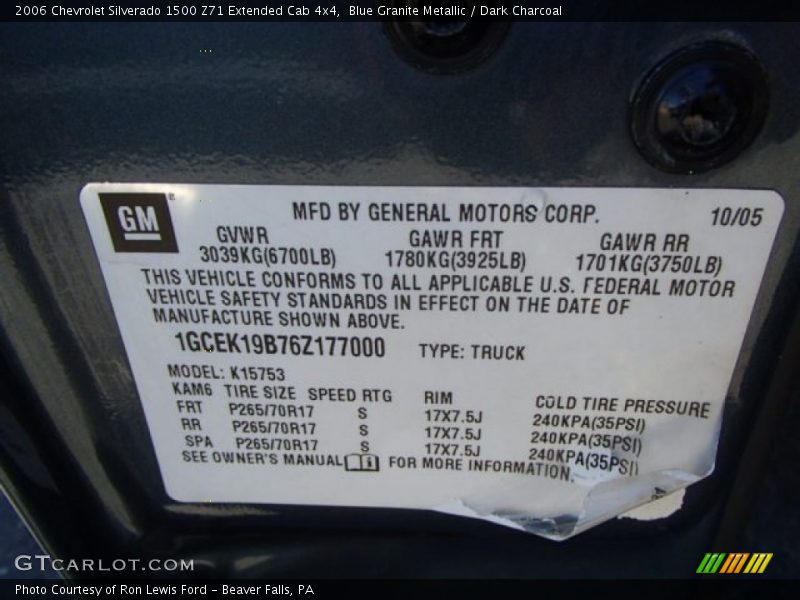 2006 Chevrolet Silverado 1500 Z71 Extended Cab 4x4,  Blue Granite Metallic / Dark Charcoal
GM
MFD BY GENERAL MOTORS CORP. 10/05
GVWR GAWR FRT GAWR RR
3039KG(6700LB) 1780KG(3925LB) 1701KG(3750LB)
THIS VEHICLE CONFORMS TO ALL APPLICABLE U.S. FEDERAL MOTOR
VEHICLE SAFETY STANDARDS IN EFFECT ON THE DATE OF
MANUFACTURE SHOWN ABOVE.
1GCEK19B76Z177000 TYPE: TRUCK
MODEL: K15753
KAM6 TIRE SIZE SPEED RTG RIM COLD TIRE PRESSURE
FRT P265/70R17 S 17X7.5J 240KPA(35PSI)
RR P265/70R17 S 17X7.5J 240KPA(35PSI)
SPA P265/70R17 S 17X7.5J 240KPA(35PSI)
SEE OWNER'S MANUAL FOR MORE INFORMATION.
GTCARLOT.COM
Photo Courtesy of Ron Lewis Ford – Beaver Falls, PA